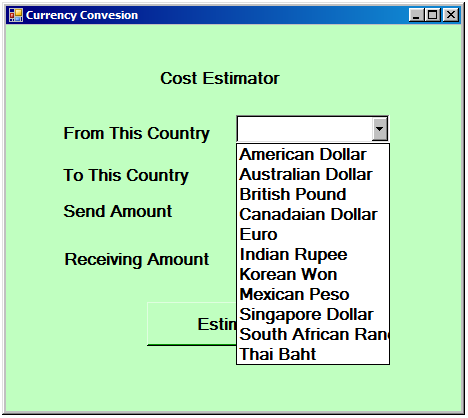 Currency Convesion
Cost Estimator
From This Country
To This Country
Send Amount
Receiving Amount
Estim
American Dollar
Australian Dollar
British Pound
Canadaian Dollar
Euro
Indian Rupee
Korean Won
Mexican Peso
Singapore Dollar
South African Rand
Thai Baht